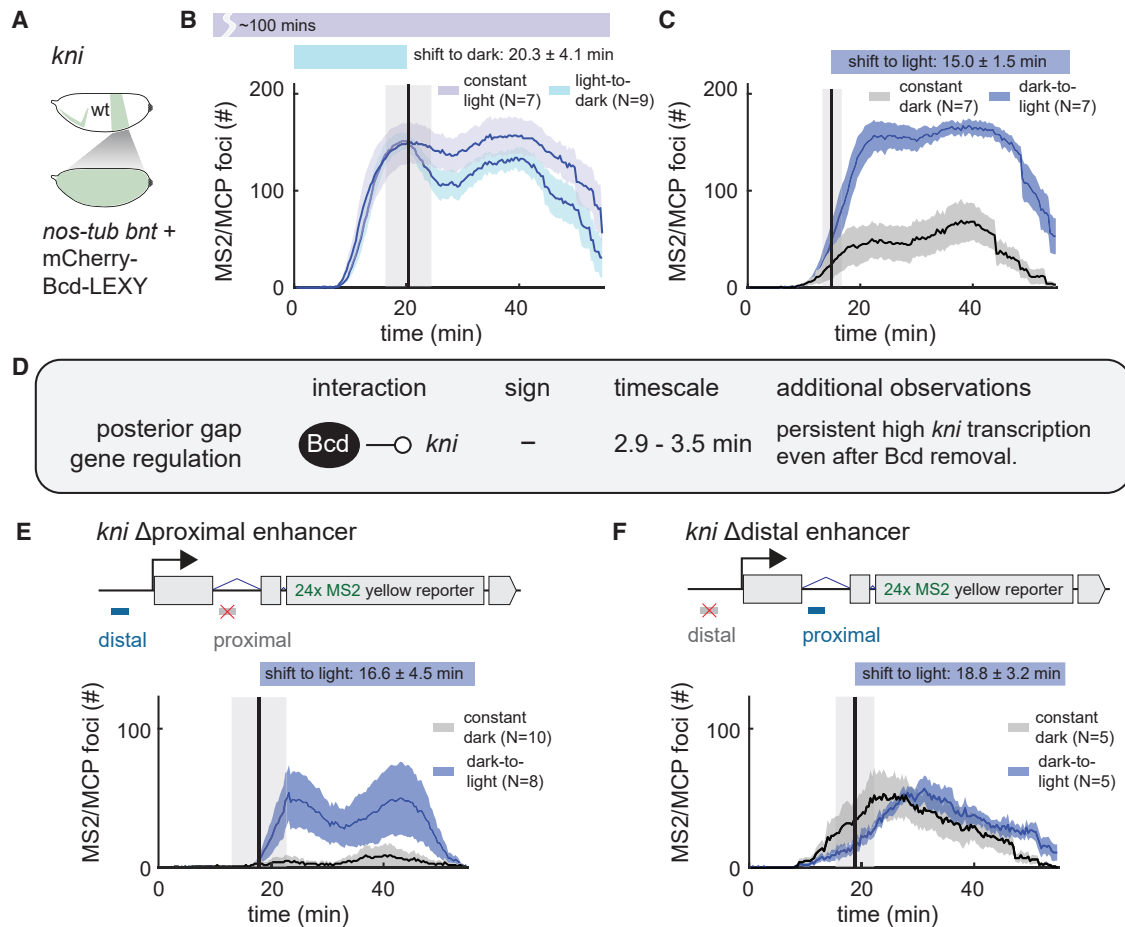 A
kni
wt
nos-tub bnt +
mCherry-
Bcd-LEXY
B
~100 mins
shift to dark: 20.3 ± 4.1 min
constant
light (N=7)
light-to-
dark (N=9)
MS2/MCP foci (#)
200
100
0
0
20
40
time (min)
C
shift to light: 15.0 ± 1.5 min
constant
dark (N=7)
dark-to-
light (N=7)
MS2/MCP foci (#)
200
100
0
0
20
40
time (min)
D
interaction
sign
timescale
additional observations
posterior gap
gene regulation
Bcd
kni
–
2.9 - 3.5 min
persistent high kni transcription
even after Bcd removal.
E
kni Δproximal enhancer
24x MS2 yellow reporter
distal
proximal
shift to light: 16.6 ± 4.5 min
constant
dark (N=10)
dark-to-
light (N=8)
MS2/MCP foci (#)
100
0
0
20
40
time (min)
F
kni Δdistal enhancer
24x MS2 yellow reporter
distal
proximal
shift to light: 18.8 ± 3.2 min
constant
dark (N=5)
dark-to-
light (N=5)
MS2/MCP foci (#)
100
0
0
20
40
time (min)